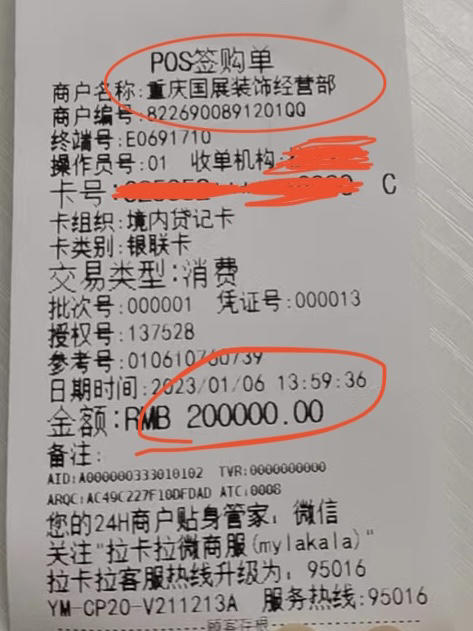 POS签购单
商户名称:重庆国展装饰经营部
商户编号:8226900891201QQ
终端号:E0691710
操作员号:01 收单机构:
卡号: C
卡组织:境内贷记卡
卡类别:银联卡
交易类型:消费
批次号:000001 凭证号:000013
授权号:137528
参考号:010610760739
日期时间:2023/01/06 13:59:36
金额:RMB 200000.00
备注:
AID:A000000333010102 TVR:0000000000
ARQC:AC49C227F10DFDAD ATC:0008
您的24H商户贴身管家，微信
关注"拉卡拉微商服(mylakala)"
拉卡拉客服热线升级为：95016
YM-CP20-V211213A 服务热线:95016
顾客存根